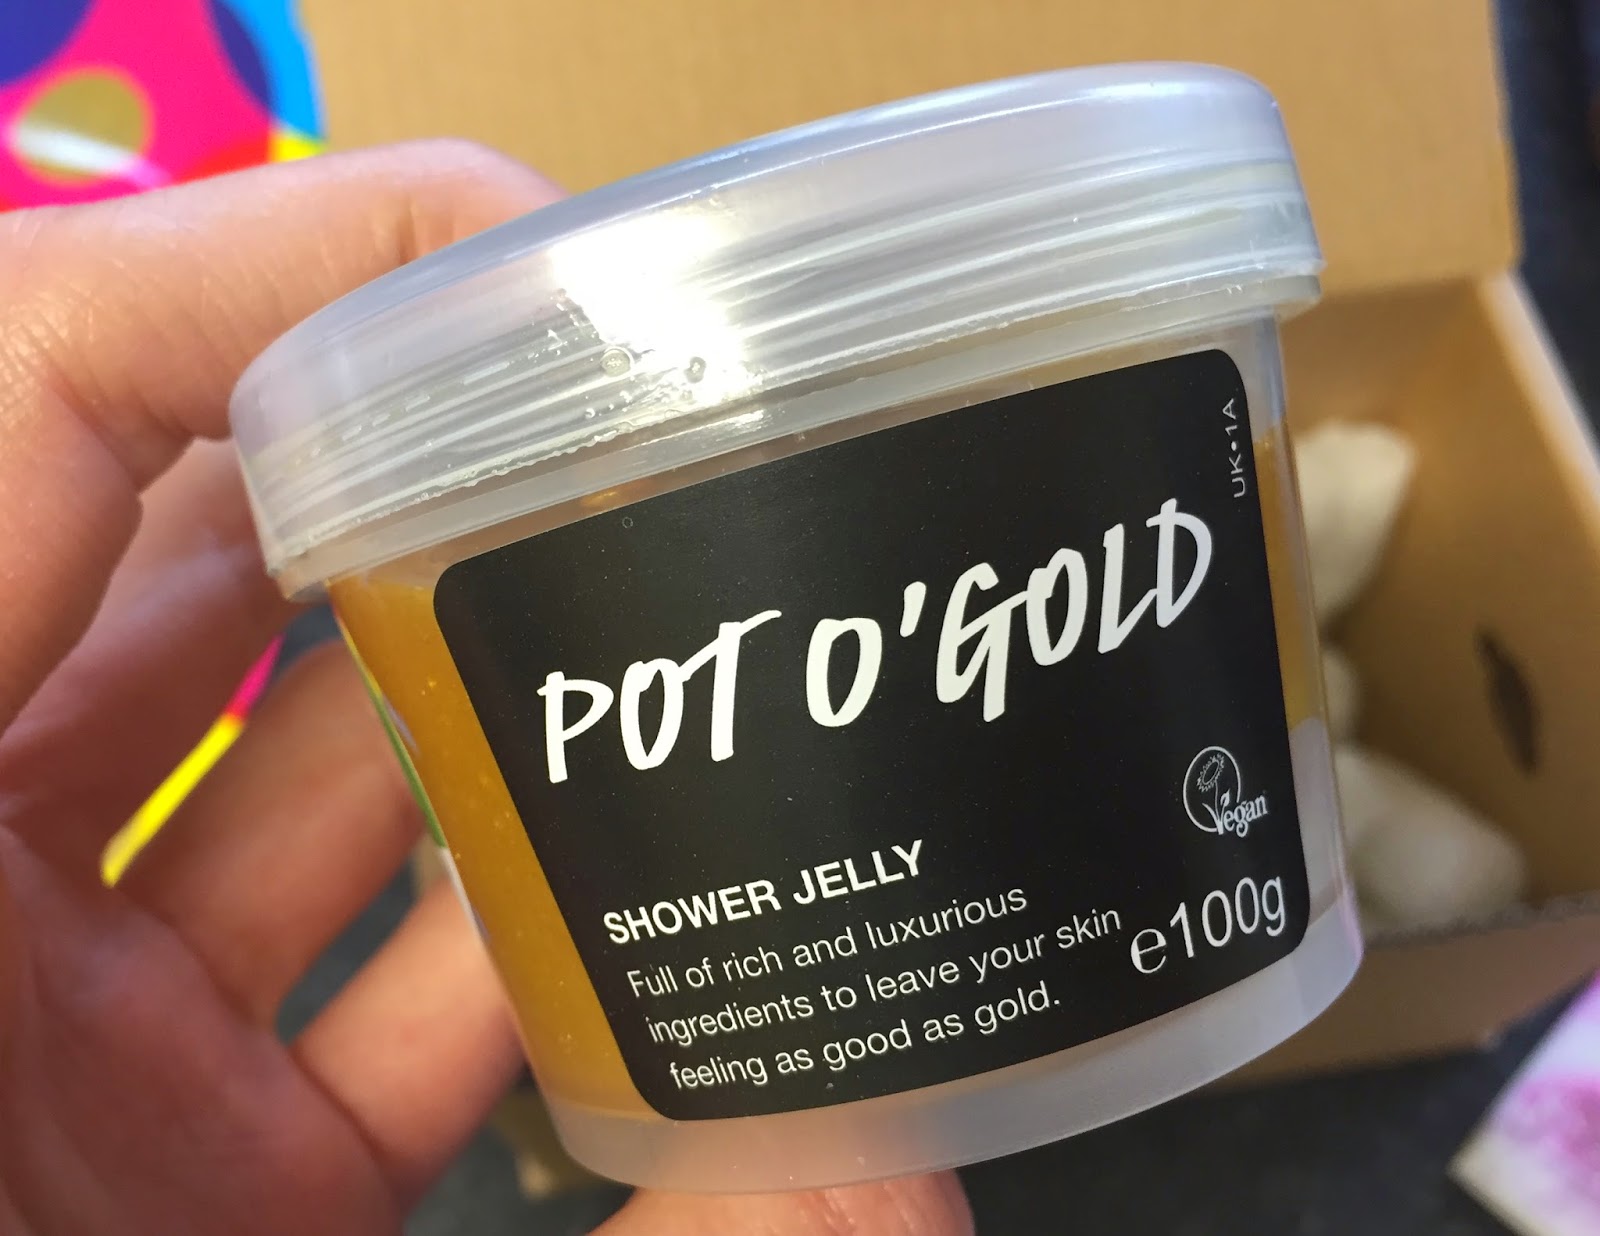 UK•1A
POT O'GOLD
Vegan
SHOWER JELLY
Full of rich and luxurious
ingredients to leave your skin
feeling as good as gold.
℮100g